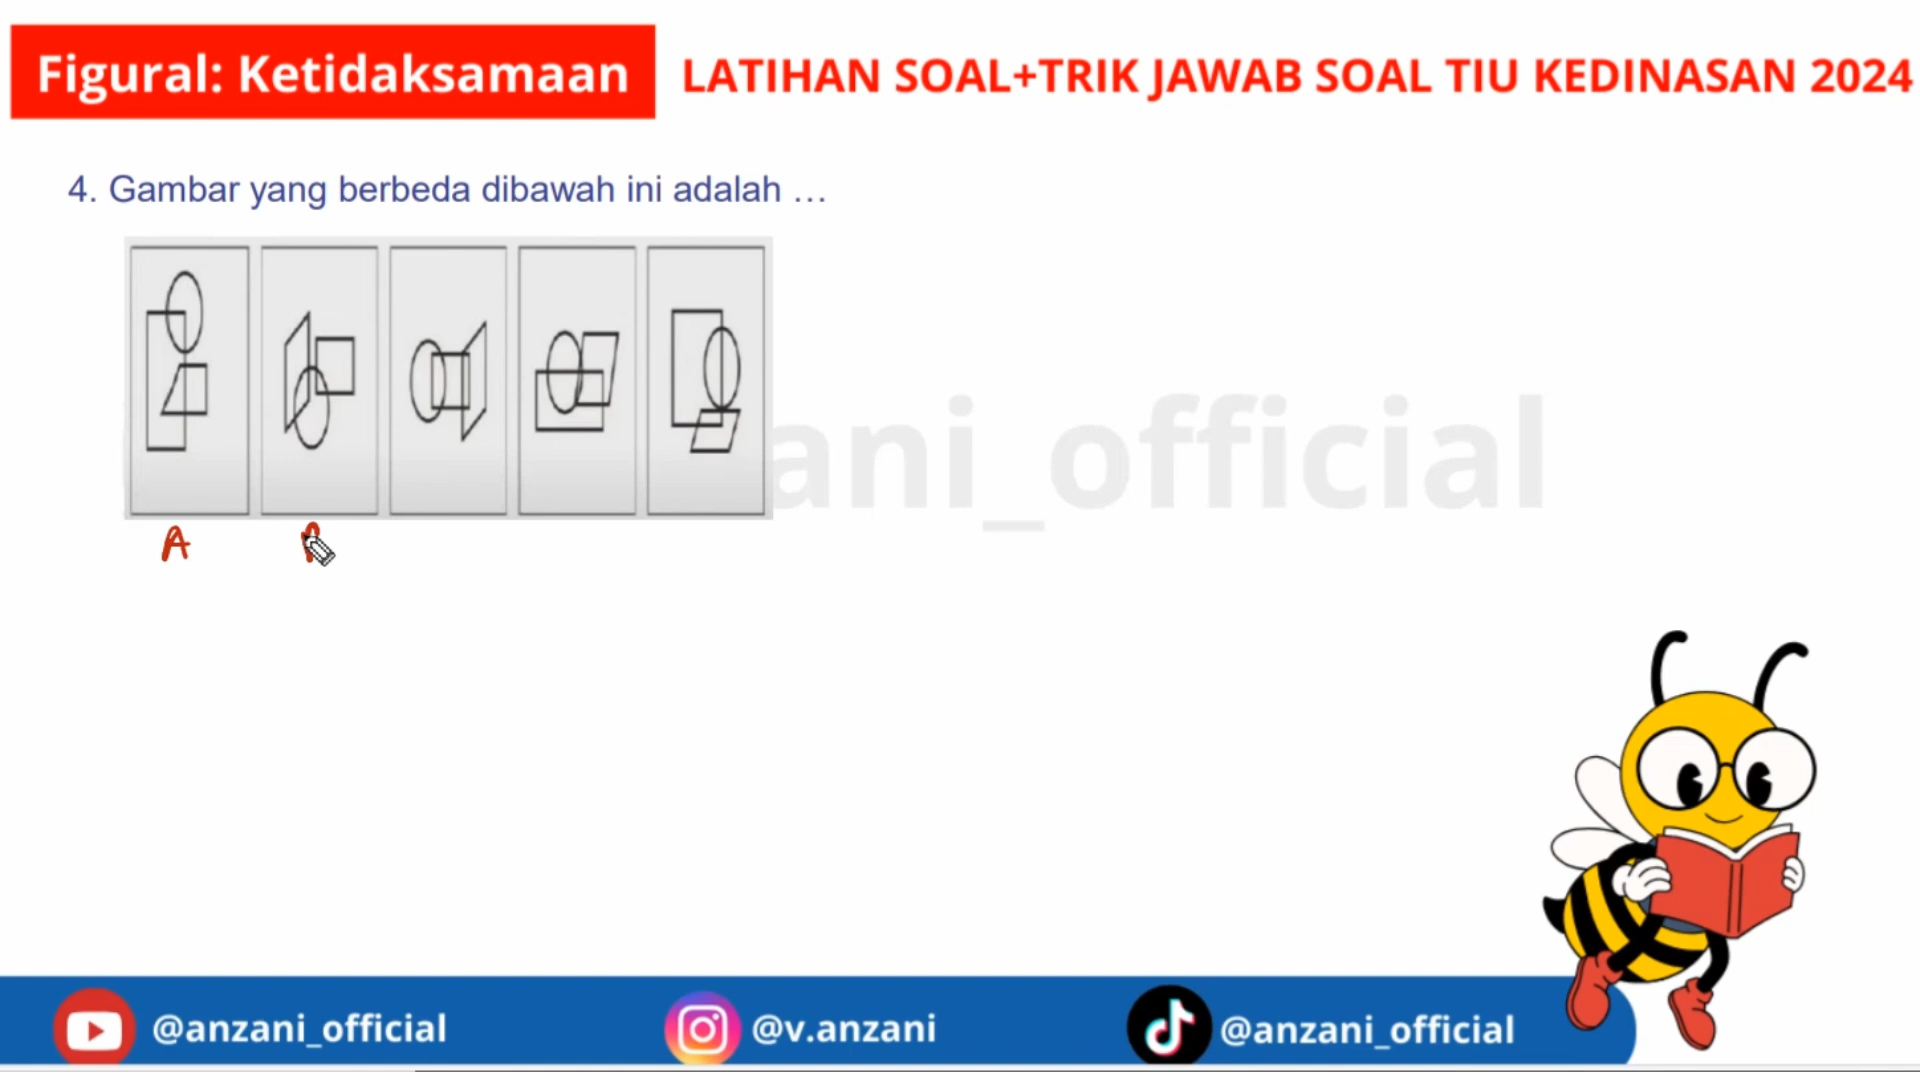 Figural: Ketidaksamaan
LATIHAN SOAL+TRIK JAWAB SOAL TIU KEDINASAN 2024
4. Gambar yang berbeda dibawah ini adalah …
ani_official
A
@anzani_official
@v.anzani
@anzani_official